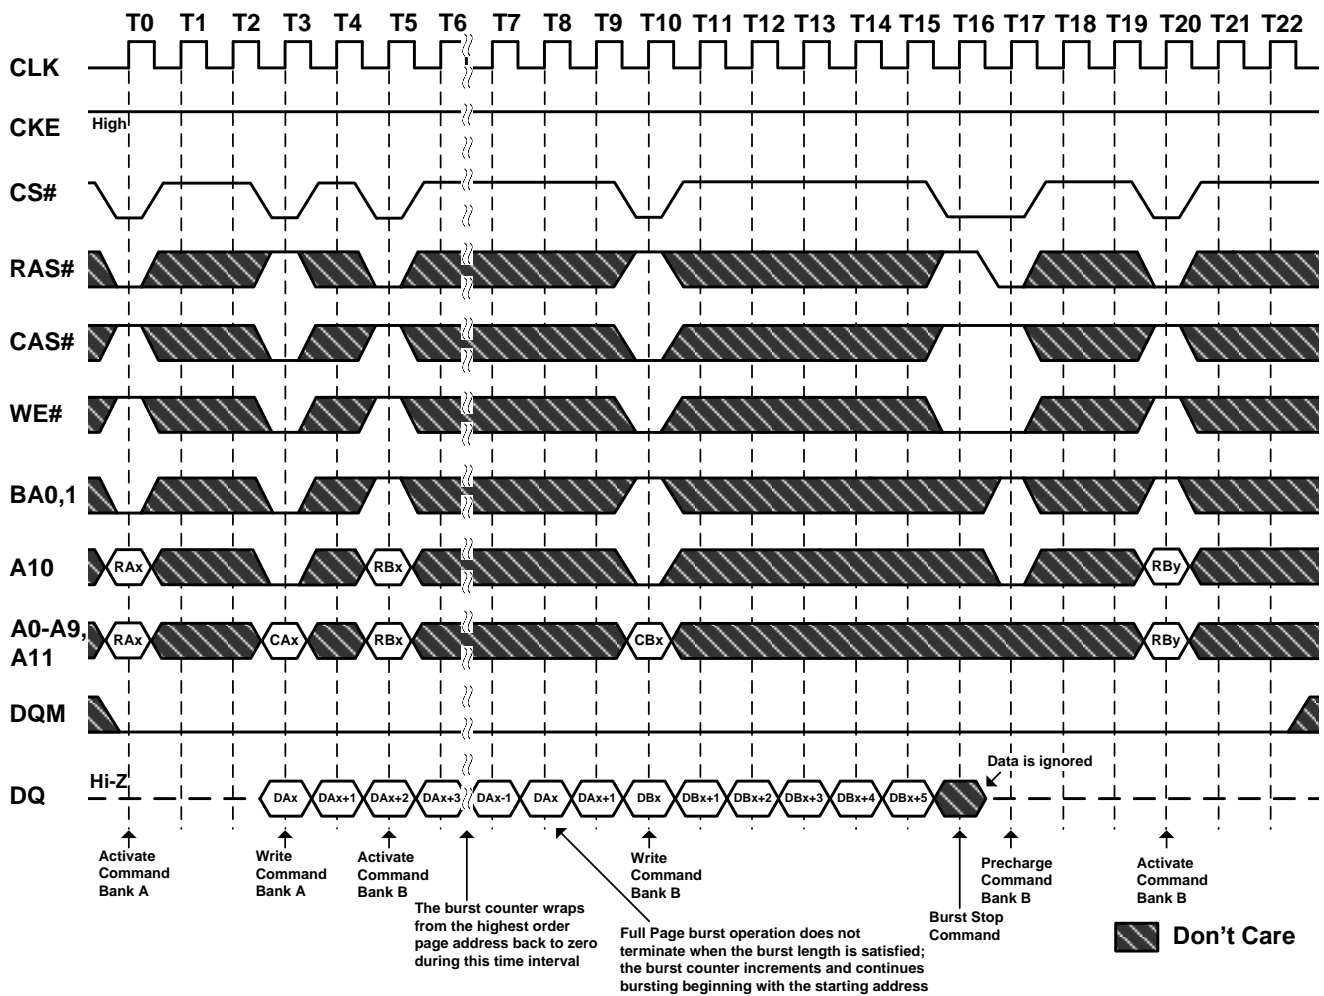 T0 T1 T2 T3 T4 T5 T6 T7 T8 T9 T10 T11 T12 T13 T14 T15 T16 T17 T18 T19 T20 T21 T22
CLK
CKE High
CS#
RAS#
CAS#
WE#
BA0,1
A10 RAx RBx RBy
A0-A9,
A11 RAx CAx RBx CBx RBy
DQM
Data is ignored
DQ Hi-Z DAx DAx+1 DAx+2 DAx+3 DAx-1 DAx DAx+1 DBx DBx+1 DBx+2 DBx+3 DBx+4 DBx+5
Activate
Command
Bank A
Write
Command
Bank A
Activate
Command
Bank B
The burst counter wraps
from the highest order
page address back to zero
during this time interval
Write
Command
Bank B
Full Page burst operation does not
terminate when the burst length is satisfied;
the burst counter increments and continues
bursting beginning with the starting address
Burst Stop
Command
Precharge
Command
Bank B
Activate
Command
Bank B
Don't Care